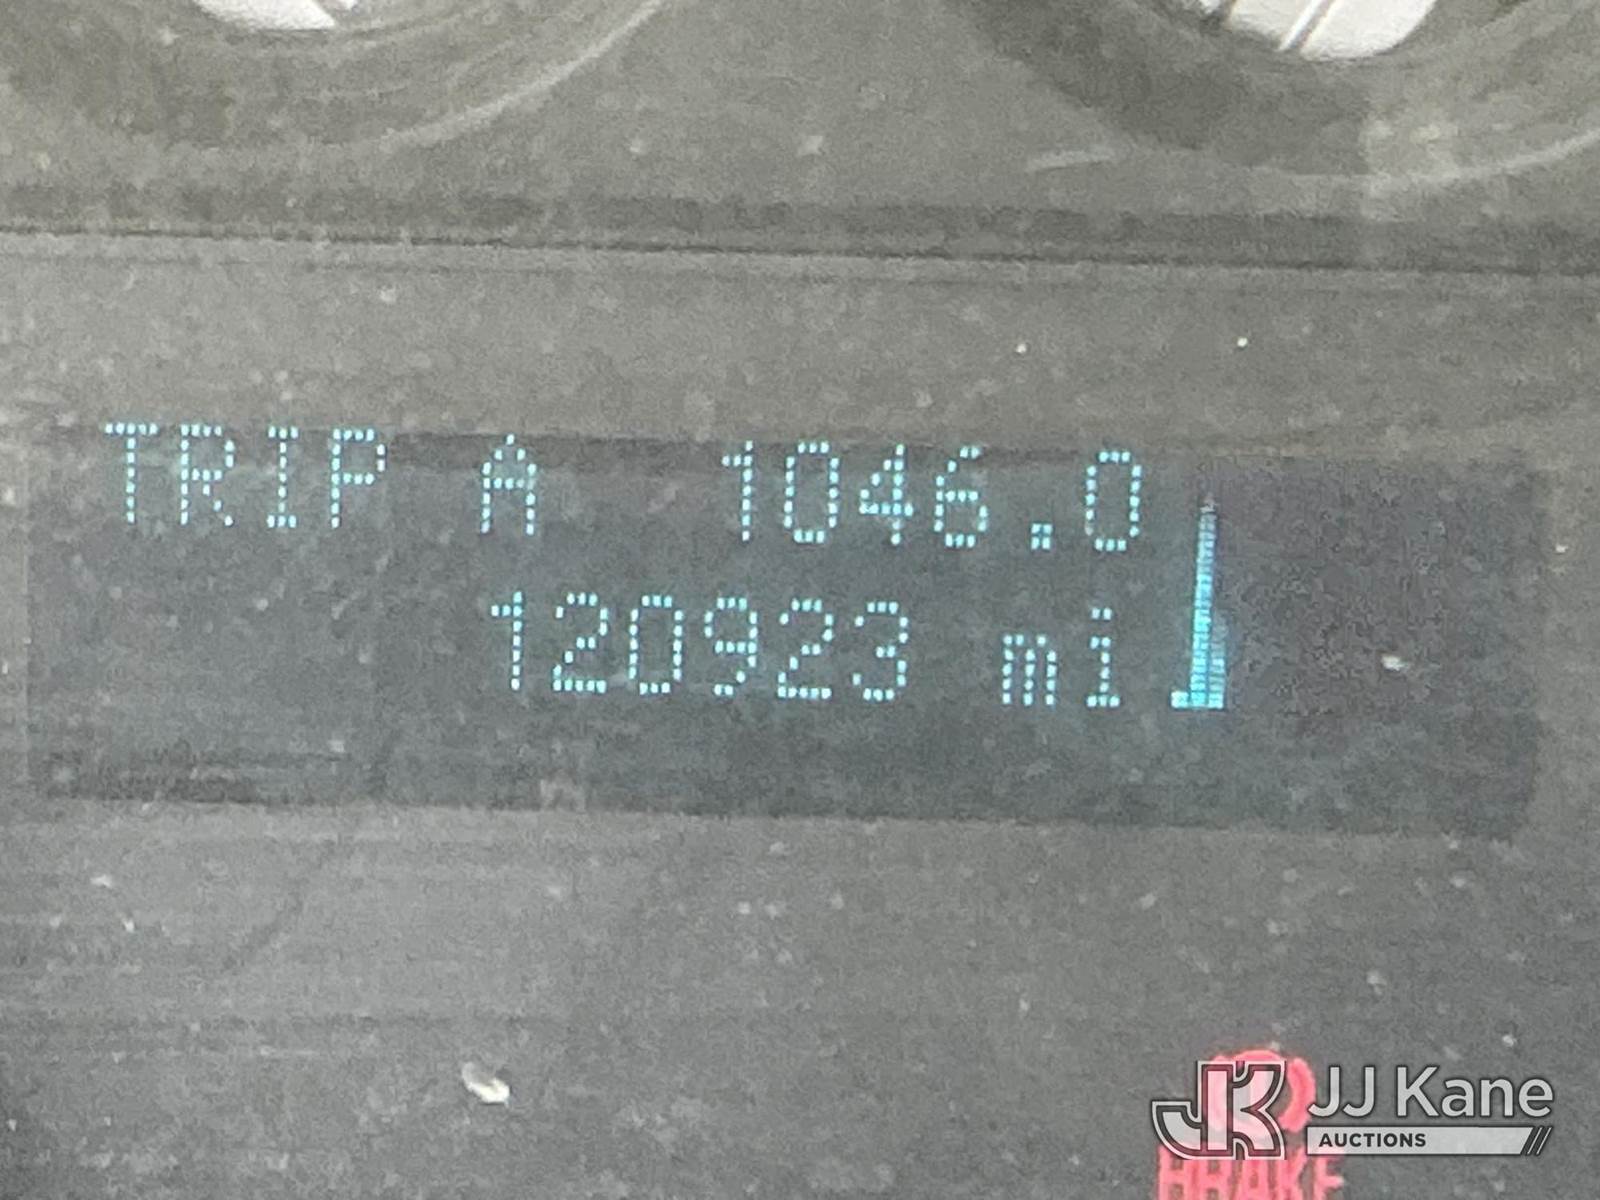 TRIP A 1046.0
120923 mi
JJ Kane
AUCTIONS
BRAKE